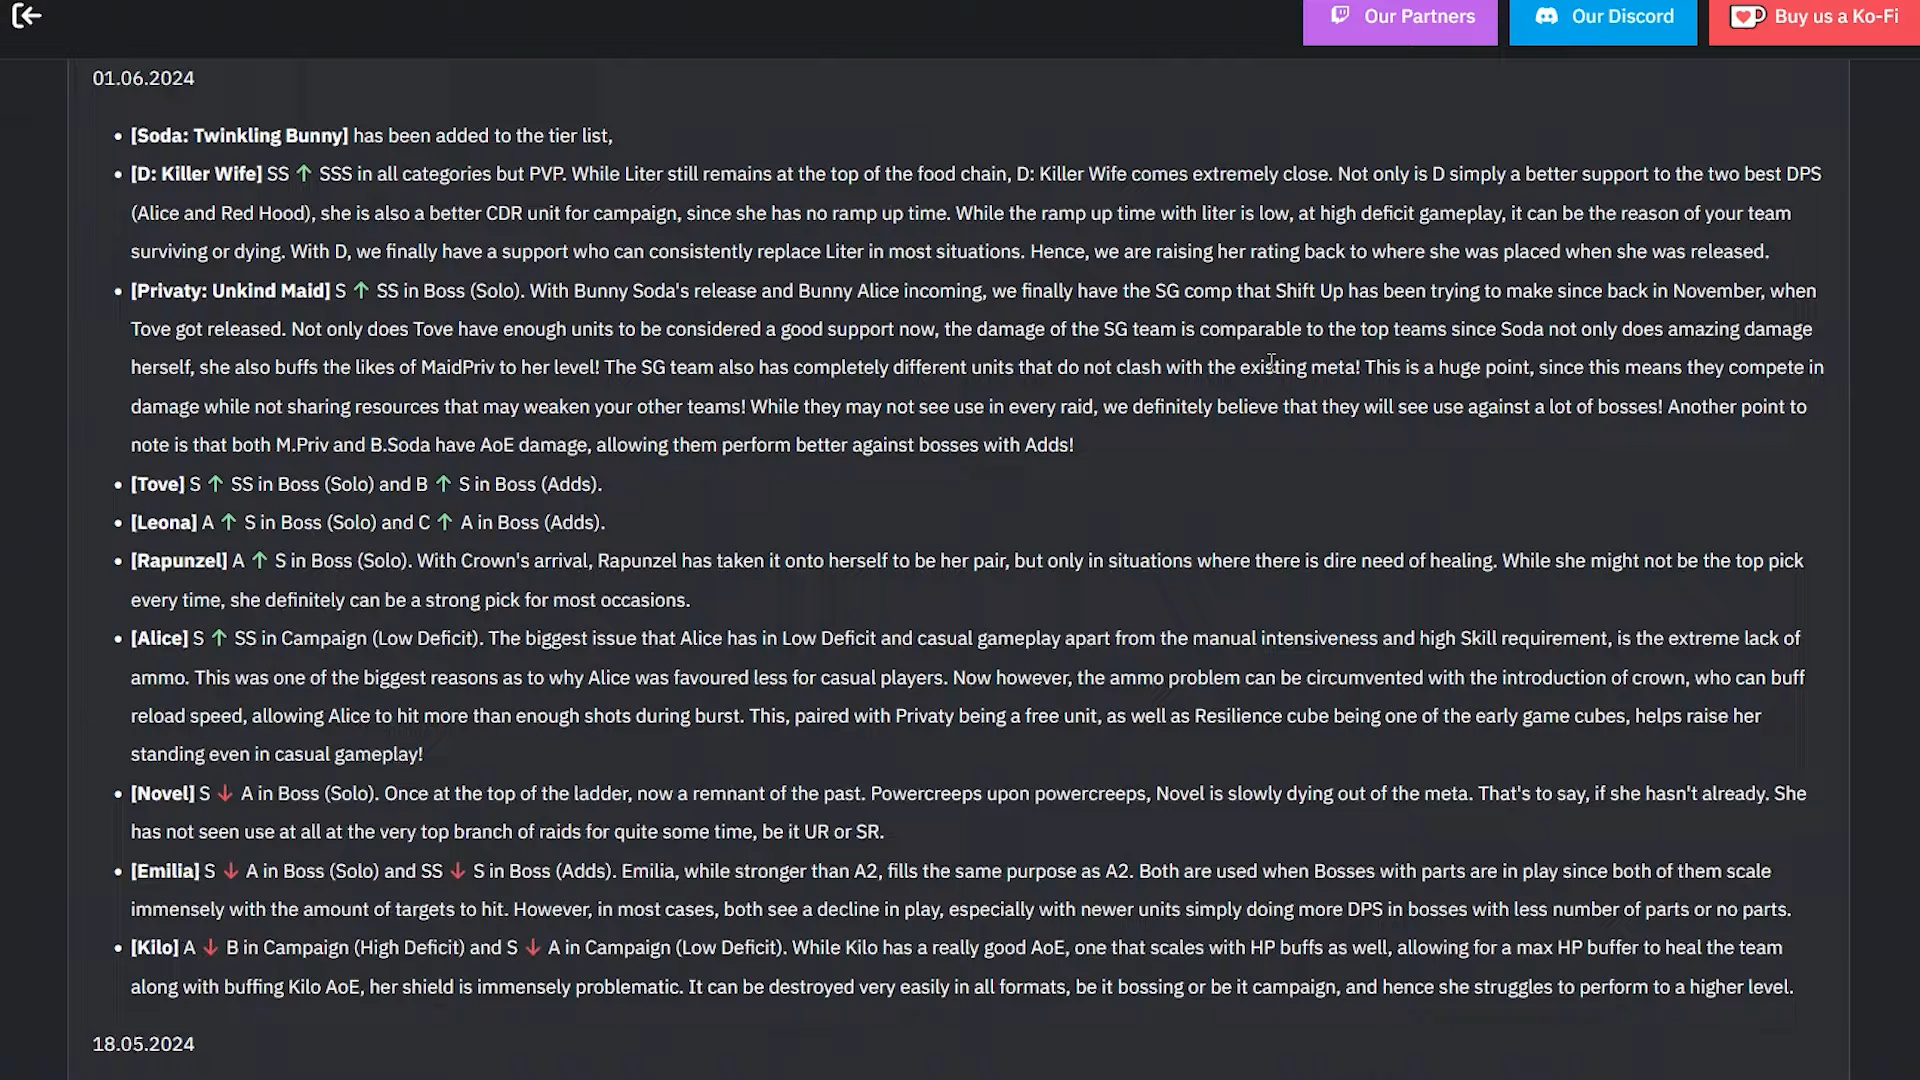 Our Partners
Our Discord
Buy us a Ko-Fi
01.06.2024
• [Soda: Twinkling Bunny] has been added to the tier list,
• [D: Killer Wife] SS ↑ SSS in all categories but PVP. While Liter still remains at the top of the food chain, D: Killer Wife comes extremely close. Not only is D simply a better support to the two best DPS
(Alice and Red Hood), she is also a better CDR unit for campaign, since she has no ramp up time. While the ramp up time with liter is low, at high deficit gameplay, it can be the reason of your team
surviving or dying. With D, we finally have a support who can consistently replace Liter in most situations. Hence, we are raising her rating back to where she was placed when she was released.
• [Privaty: Unkind Maid] S ↑ SS in Boss (Solo). With Bunny Soda's release and Bunny Alice incoming, we finally have the SG comp that Shift Up has been trying to make since back in November, when
Tove got released. Not only does Tove have enough units to be considered a good support now, the damage of the SG team is comparable to the top teams since Soda not only does amazing damage
herself, she also buffs the likes of MaidPriv to her level! The SG team also has completely different units that do not clash with the existing meta! This is a huge point, since this means they compete in
damage while not sharing resources that may weaken your other teams! While they may not see use in every raid, we definitely believe that they will see use against a lot of bosses! Another point to
note is that both M.Priv and B.Soda have AoE damage, allowing them perform better against bosses with Adds!
• [Tove] S ↑ SS in Boss (Solo) and B ↑ S in Boss (Adds).
• [Leona] A ↑ S in Boss (Solo) and C ↑ A in Boss (Adds).
• [Rapunzel] A ↑ S in Boss (Solo). With Crown's arrival, Rapunzel has taken it onto herself to be her pair, but only in situations where there is dire need of healing. While she might not be the top pick
every time, she definitely can be a strong pick for most occasions.
• [Alice] S ↑ SS in Campaign (Low Deficit). The biggest issue that Alice has in Low Deficit and casual gameplay apart from the manual intensiveness and high Skill requirement, is the extreme lack of
ammo. This was one of the biggest reasons as to why Alice was favoured less for casual players. Now however, the ammo problem can be circumvented with the introduction of crown, who can buff
reload speed, allowing Alice to hit more than enough shots during burst. This, paired with Privaty being a free unit, as well as Resilience cube being one of the early game cubes, helps raise her
standing even in casual gameplay!
• [Novel] S ↓ A in Boss (Solo). Once at the top of the ladder, now a remnant of the past. Powercreeps upon powercreeps, Novel is slowly dying out of the meta. That's to say, if she hasn't already. She
has not seen use at all at the very top branch of raids for quite some time, be it UR or SR.
• [Emilia] S ↓ A in Boss (Solo) and SS ↓ S in Boss (Adds). Emilia, while stronger than A2, fills the same purpose as A2. Both are used when Bosses with parts are in play since both of them scale
immensely with the amount of targets to hit. However, in most cases, both see a decline in play, especially with newer units simply doing more DPS in bosses with less number of parts or no parts.
• [Kilo] A ↓ B in Campaign (High Deficit) and S ↓ A in Campaign (Low Deficit). While Kilo has a really good AoE, one that scales with HP buffs as well, allowing for a max HP buffer to heal the team
along with buffing Kilo AoE, her shield is immensely problematic. It can be destroyed very easily in all formats, be it bossing or be it campaign, and hence she struggles to perform to a higher level.
18.05.2024